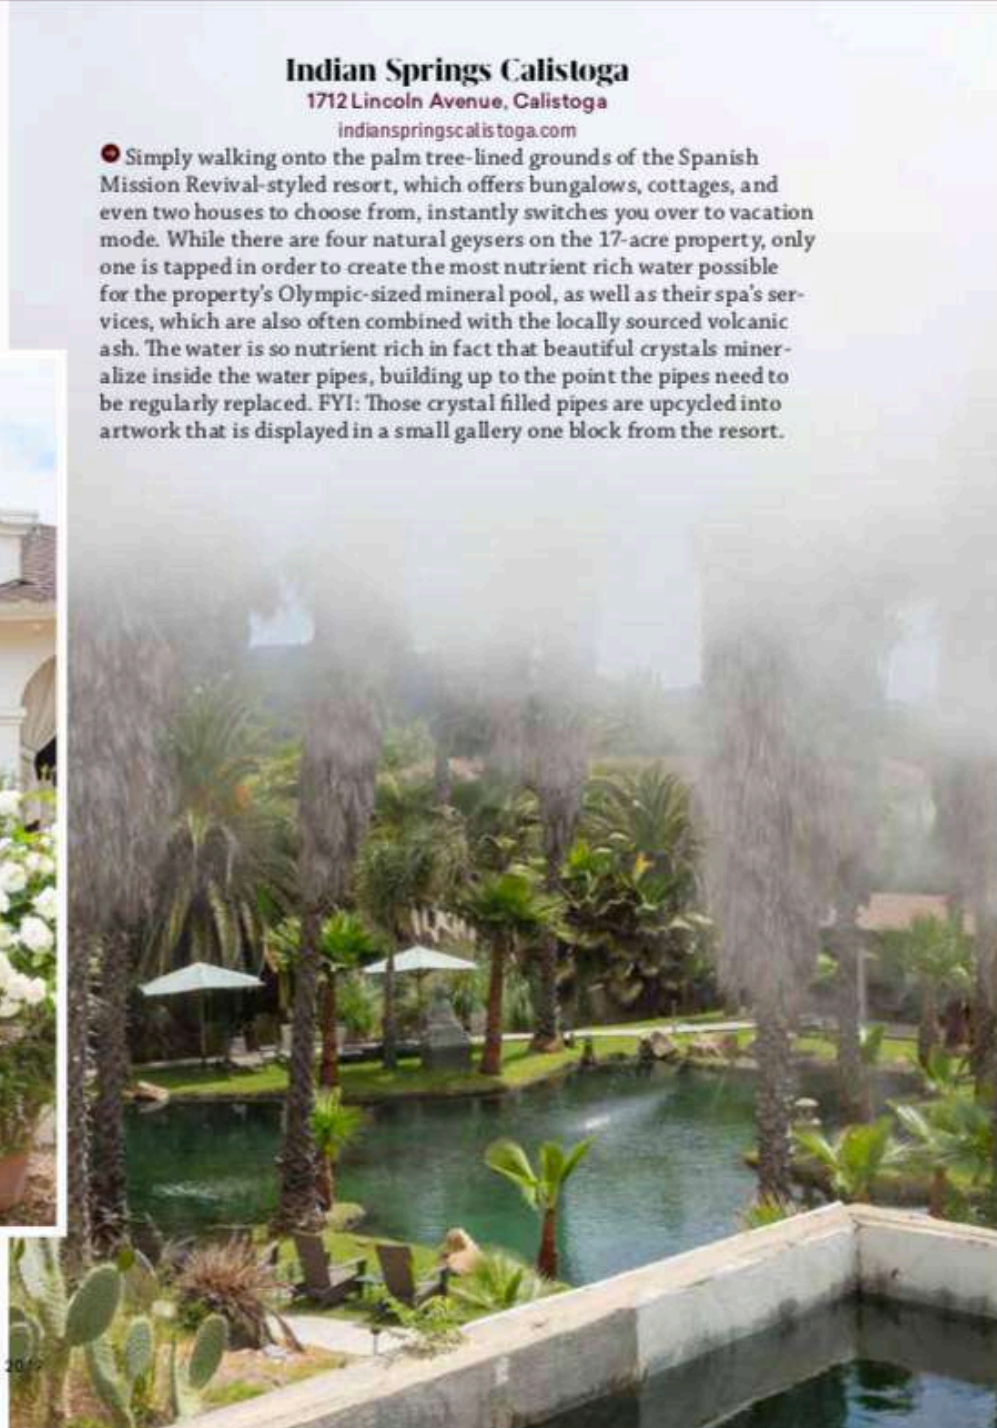 Indian Springs Calistoga
1712 Lincoln Avenue, Calistoga
indianspringscalistoga.com
Simply walking onto the palm tree-lined grounds of the Spanish
Mission Revival-styled resort, which offers bungalows, cottages, and
even two houses to choose from, instantly switches you over to vacation
mode. While there are four natural geysers on the 17-acre property, only
one is tapped in order to create the most nutrient rich water possible
for the property's Olympic-sized mineral pool, as well as their spa's ser-
vices, which are also often combined with the locally sourced volcanic
ash. The water is so nutrient rich in fact that beautiful crystals miner-
alize inside the water pipes, building up to the point the pipes need to
be regularly replaced. FYI: Those crystal filled pipes are upcycled into
artwork that is displayed in a small gallery one block from the resort.